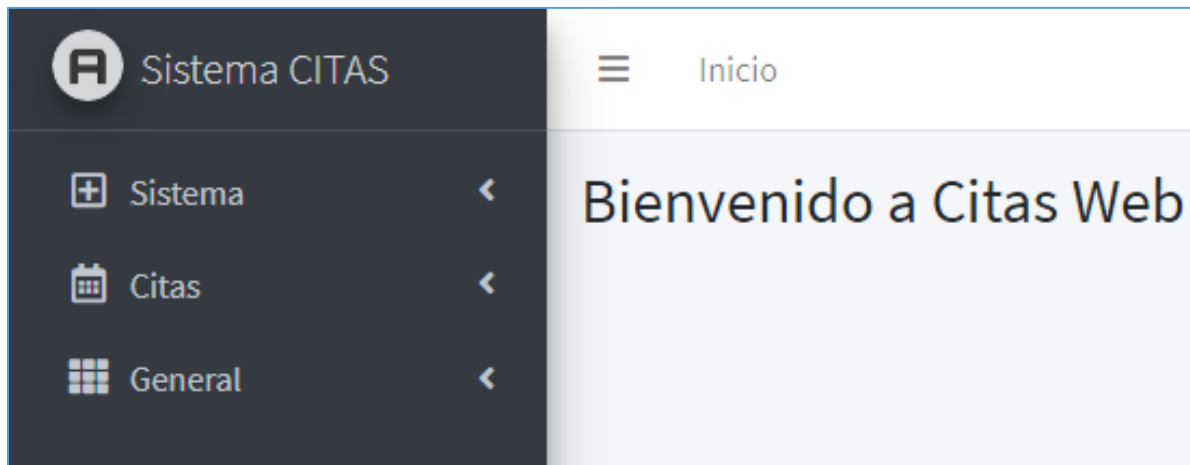 Sistema CITAS
Inicio
Sistema
Citas
General
Bienvenido a Citas Web